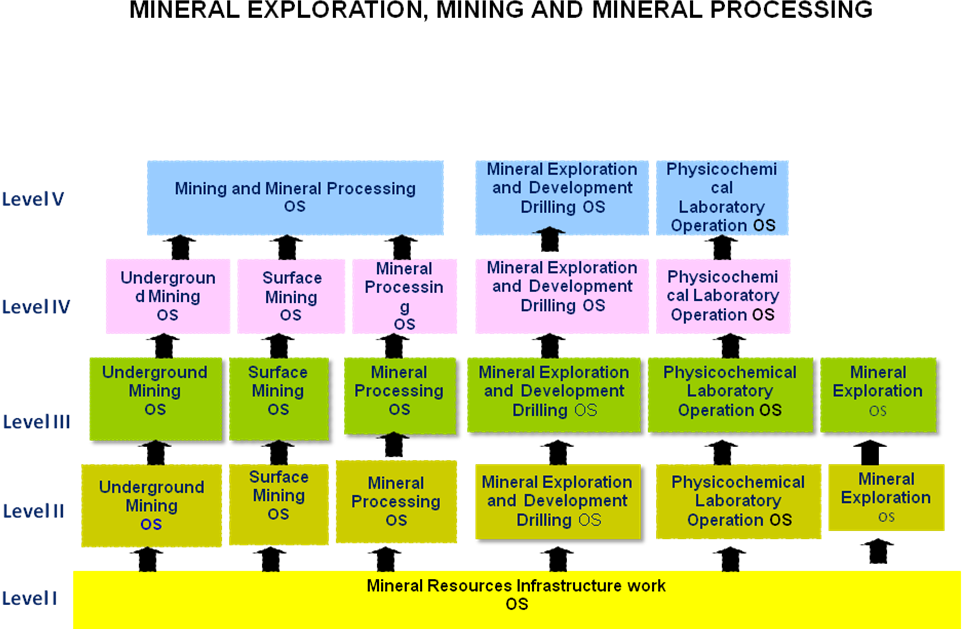 MINERAL EXPLORATION, MINING AND MINERAL PROCESSING
Level V
Mining and Mineral Processing
OS
Mineral Exploration
and Development
Drilling OS
Physicochemi
cal
Laboratory
Operation OS
Level IV
Undergroun
d Mining
OS
Surface
Mining
OS
Mineral
Processin
g
OS
Mineral Exploration
and Development
Drilling OS
Physicochemi
cal Laboratory
Operation OS
Level III
Underground
Mining
OS
Surface
Mining
OS
Mineral
Processing
OS
Mineral Exploration
and Development
Drilling OS
Physicochemical
Laboratory
Operation OS
Mineral
Exploration
OS
Level II
Underground
Mining
OS
Surface
Mining
OS
Mineral
Processing
OS
Mineral Exploration
and Development
Drilling OS
Physicochemical
Laboratory
Operation OS
Mineral
Exploration
OS
Level I
Mineral Resources Infrastructure work
OS